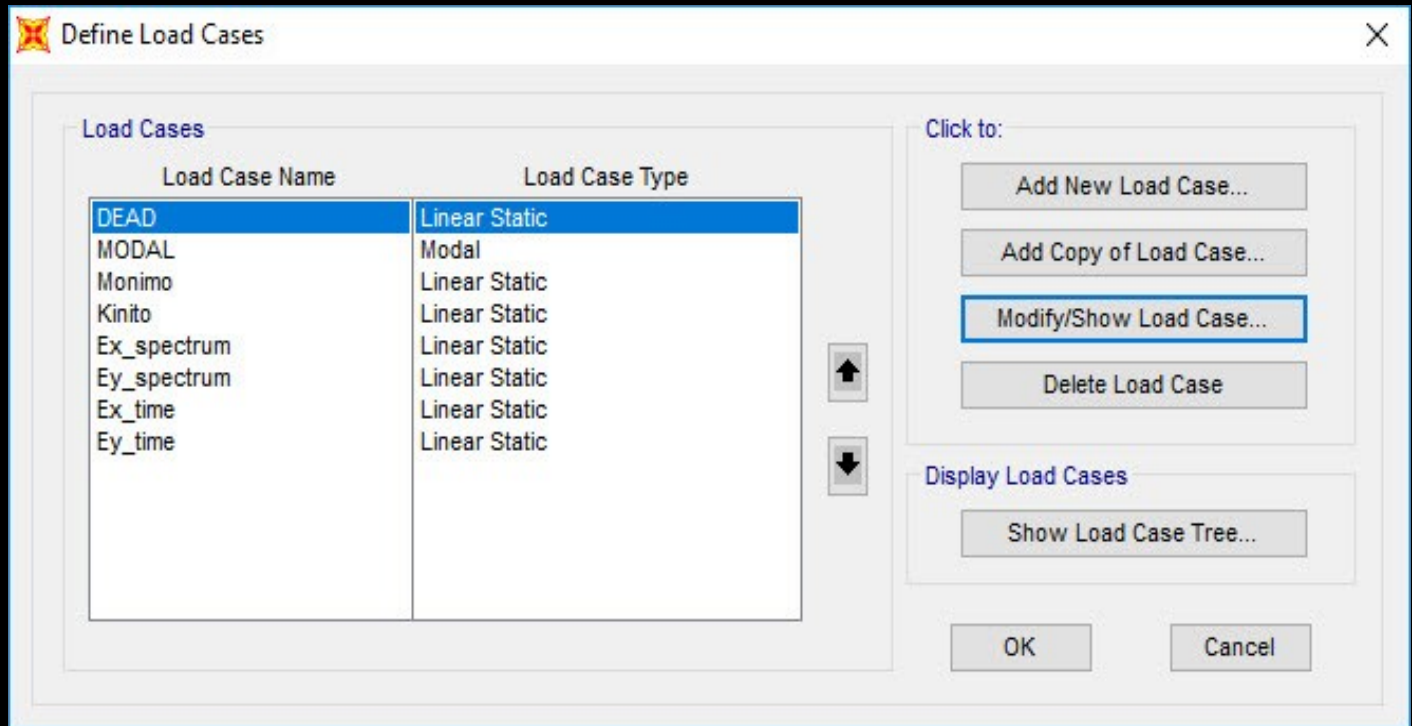 Define Load Cases
Load Cases
Load Case Name Load Case Type
DEAD Linear Static
MODAL Modal
Monimo Linear Static
Kinito Linear Static
Ex_spectrum Linear Static
Ey_spectrum Linear Static
Ex_time Linear Static
Ey_time Linear Static
Click to:
Add New Load Case...
Add Copy of Load Case...
Modify/Show Load Case...
Delete Load Case
Display Load Cases
Show Load Case Tree...
OK Cancel